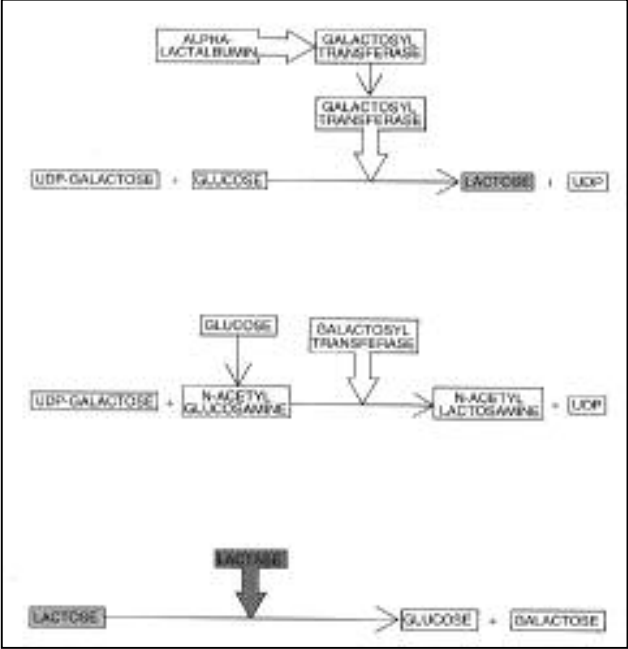 ALPHA-
LACTALBUMIN
GALACTOSYL
TRANSFERASE
GALACTOSYL
TRANSFERASE
UDP-GALACTOSE + GLUCOSE LACTOSE + UDP
GLUCOSE
GALACTOSYL
TRANSFERASE
UDP-GALACTOSE + N-ACETYL
GLUCOSAMINE
N-ACETYL
LACTOSAMINE + UDP
LACTASE
LACTOSE GLUCOSE + GALACTOSE